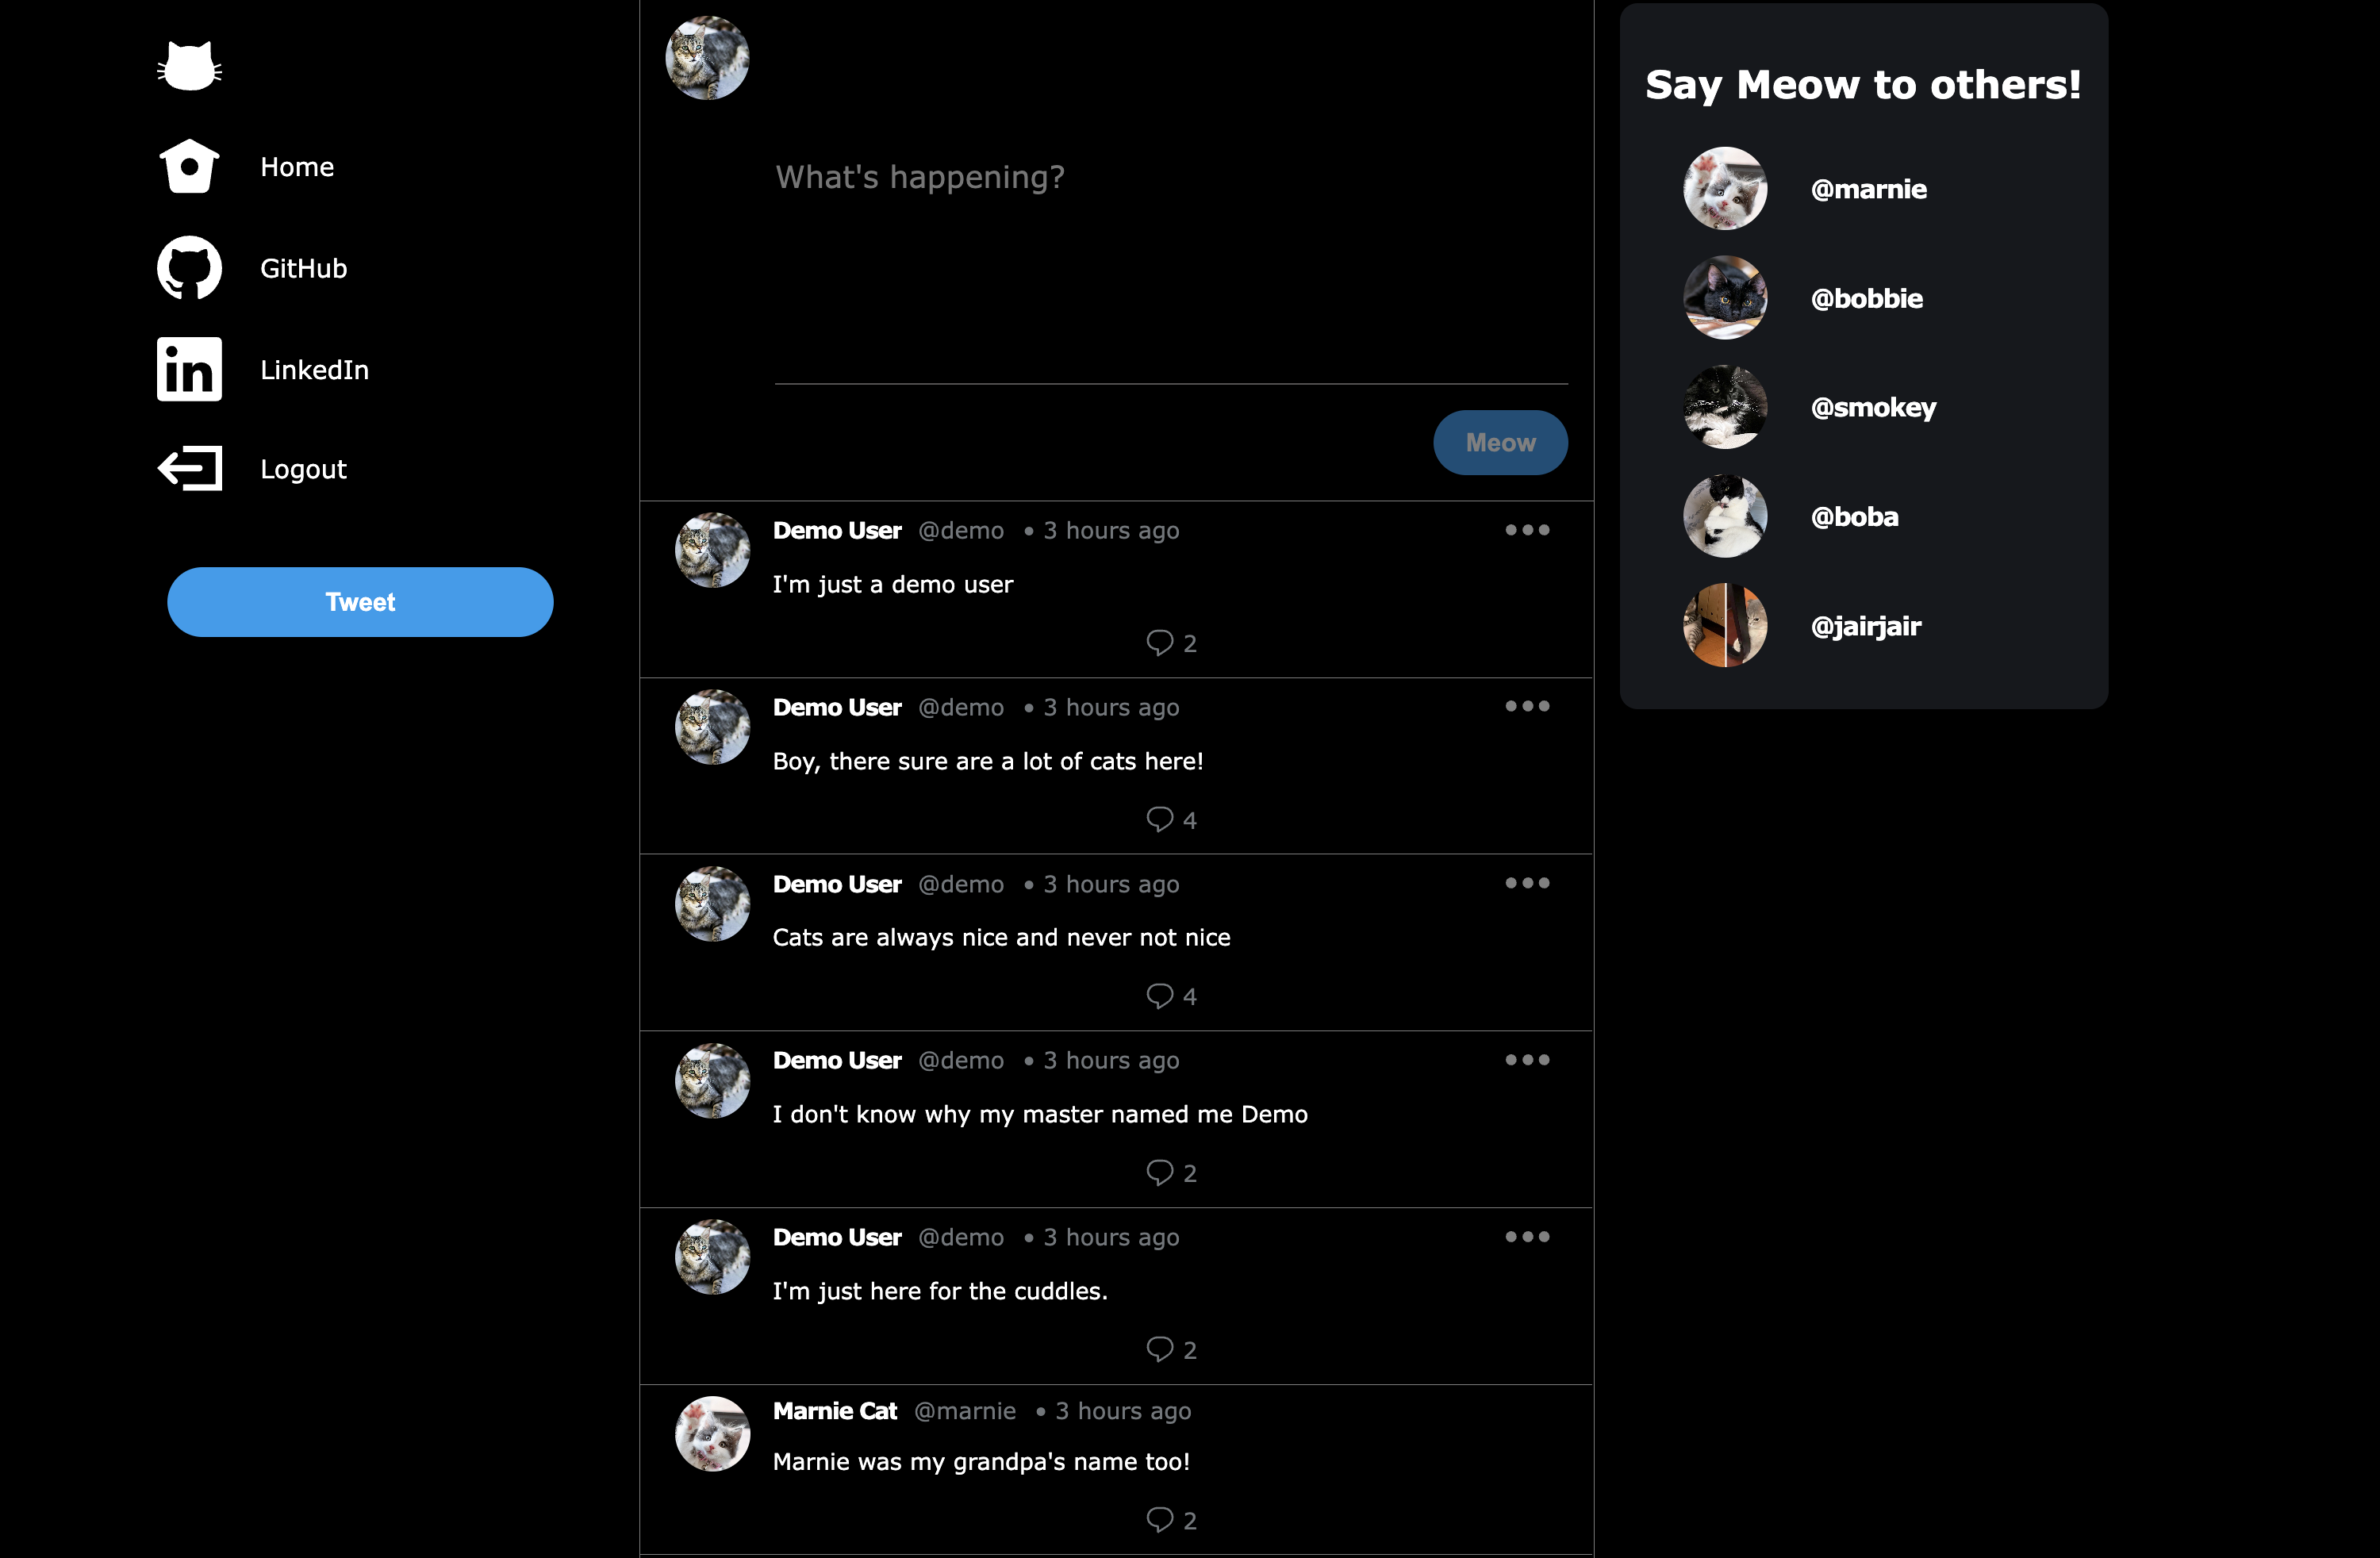 Home
GitHub
LinkedIn
Logout
Tweet
What's happening?
Meow
Demo User @demo • 3 hours ago
I'm just a demo user
2
Demo User @demo • 3 hours ago
Boy, there sure are a lot of cats here!
4
Demo User @demo • 3 hours ago
Cats are always nice and never not nice
4
Demo User @demo • 3 hours ago
I don't know why my master named me Demo
2
Demo User @demo • 3 hours ago
I'm just here for the cuddles.
2
Marnie Cat @marnie • 3 hours ago
Marnie was my grandpa's name too!
2
Say Meow to others!
@marnie
@bobbie
@smokey
@boba
@jairjair